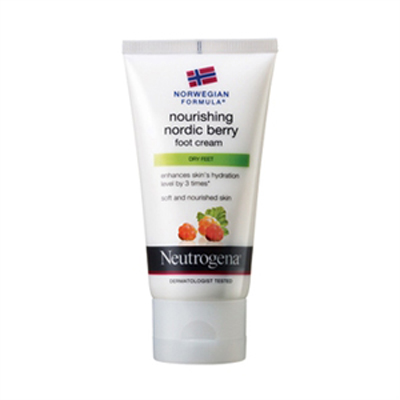 NORWEGIAN
FORMULA®
nourishing
nordic berry
foot cream
DRY FEET
enhances skin's hydration
level by 3 times*
soft and nourished skin
Neutrogena®
DERMATOLOGIST TESTED